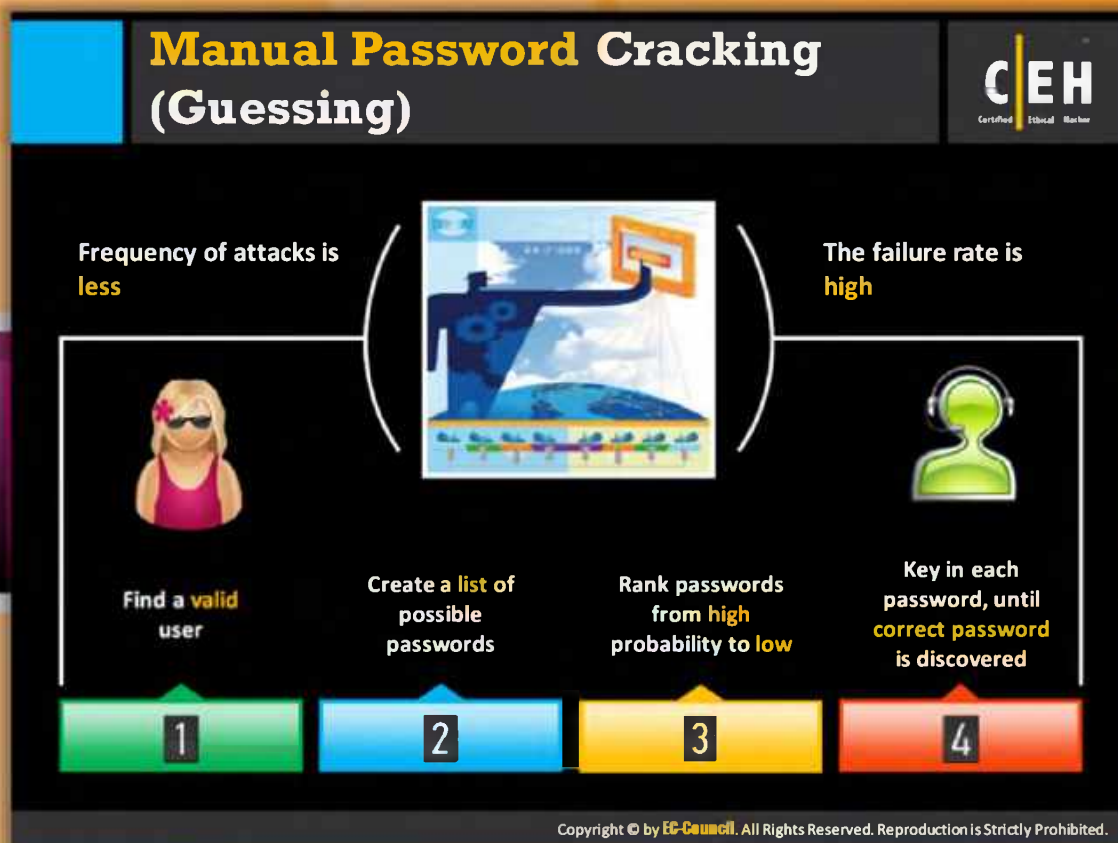 Manual Password Cracking
(Guessing)
CEH
Certified Ethical Hacker
Frequency of attacks is
less
The failure rate is
high
Find a valid
user
Create a list of
possible
passwords
Rank passwords
from high
probability to low
Key in each
password, until
correct password
is discovered
1
2
3
4
Copyright © by EC-Council. All Rights Reserved. Reproduction is Strictly Prohibited.